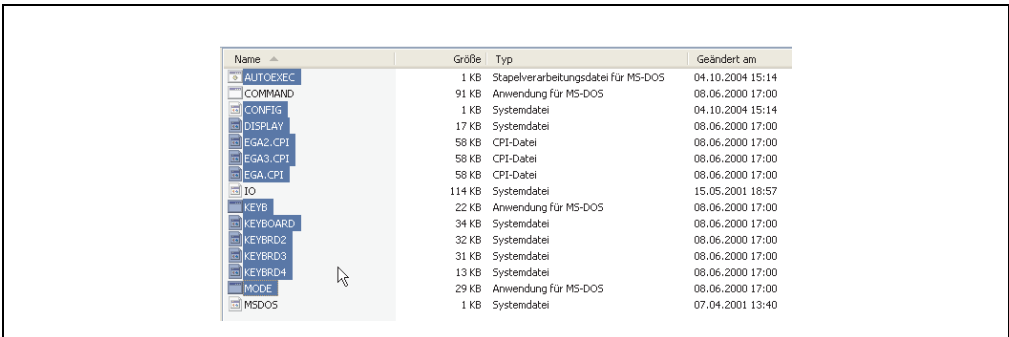 Name Größe Typ Geändert am
AUTOEXEC 1 KB Stapelverarbeitungsdatei für MS-DOS 04.10.2004 15:14
COMMAND 91 KB Anwendung für MS-DOS 08.06.2000 17:00
CONFIG 1 KB Systemdatei 04.10.2004 15:14
DISPLAY 17 KB Systemdatei 08.06.2000 17:00
EGA2.CPI 58 KB CPI-Datei 08.06.2000 17:00
EGA3.CPI 58 KB CPI-Datei 08.06.2000 17:00
EGA.CPI 58 KB CPI-Datei 08.06.2000 17:00
IO 114 KB Systemdatei 15.05.2001 18:57
KEYB 22 KB Anwendung für MS-DOS 08.06.2000 17:00
KEYBOARD 34 KB Systemdatei 08.06.2000 17:00
KEYBRD2 32 KB Systemdatei 08.06.2000 17:00
KEYBRD3 31 KB Systemdatei 08.06.2000 17:00
KEYBRD4 13 KB Systemdatei 08.06.2000 17:00
MODE 29 KB Anwendung für MS-DOS 08.06.2000 17:00
MSDOS 1 KB Systemdatei 07.04.2001 13:40